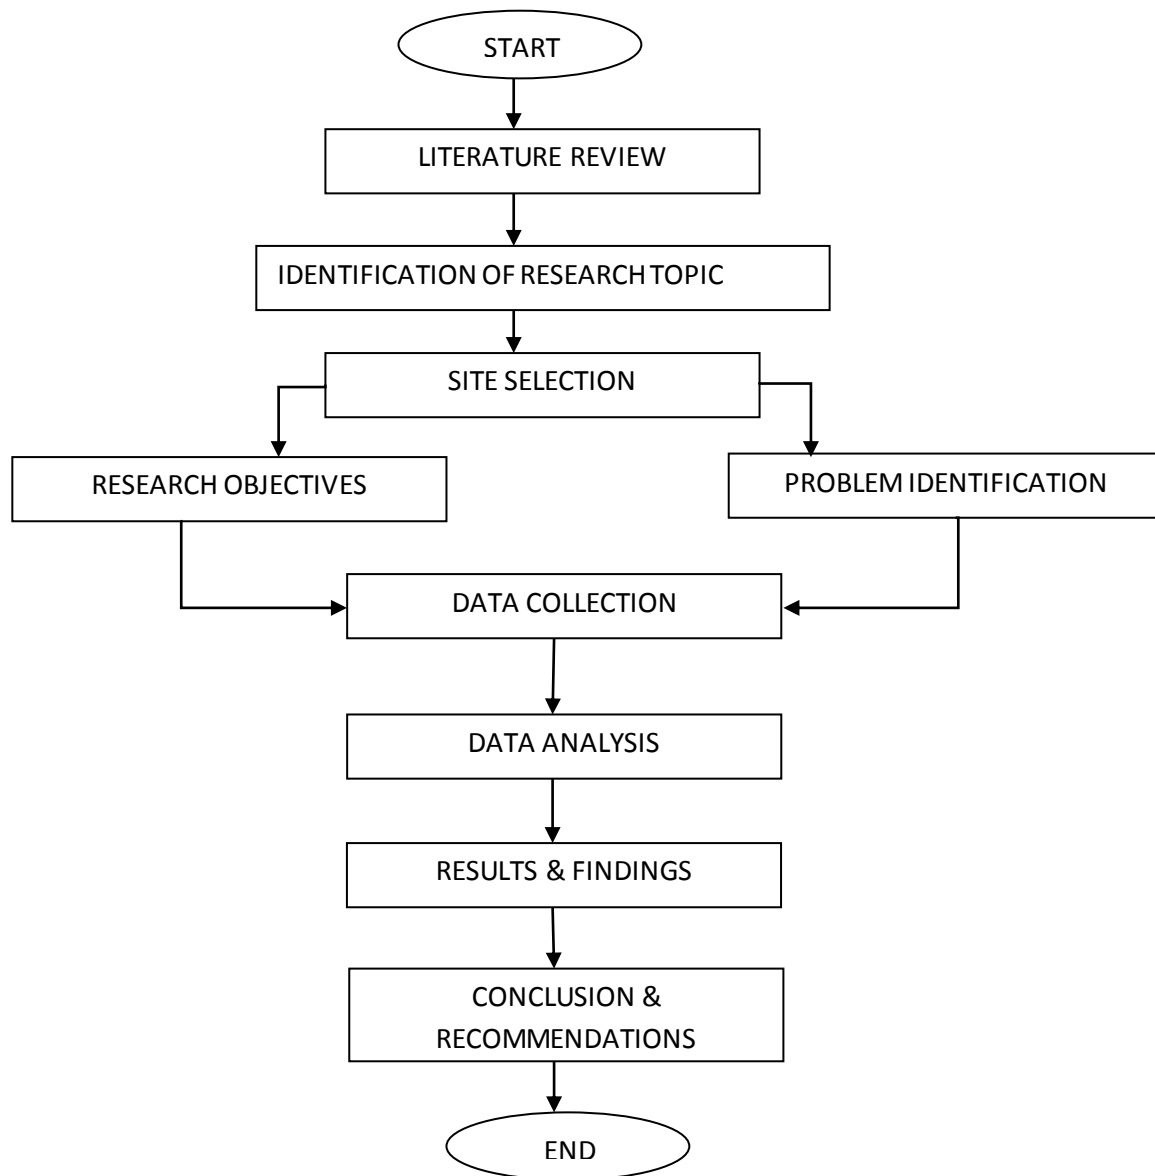 START
LITERATURE REVIEW
IDENTIFICATION OF RESEARCH TOPIC
SITE SELECTION
RESEARCH OBJECTIVES
PROBLEM IDENTIFICATION
DATA COLLECTION
DATA ANALYSIS
RESULTS & FINDINGS
CONCLUSION &
RECOMMENDATIONS
END